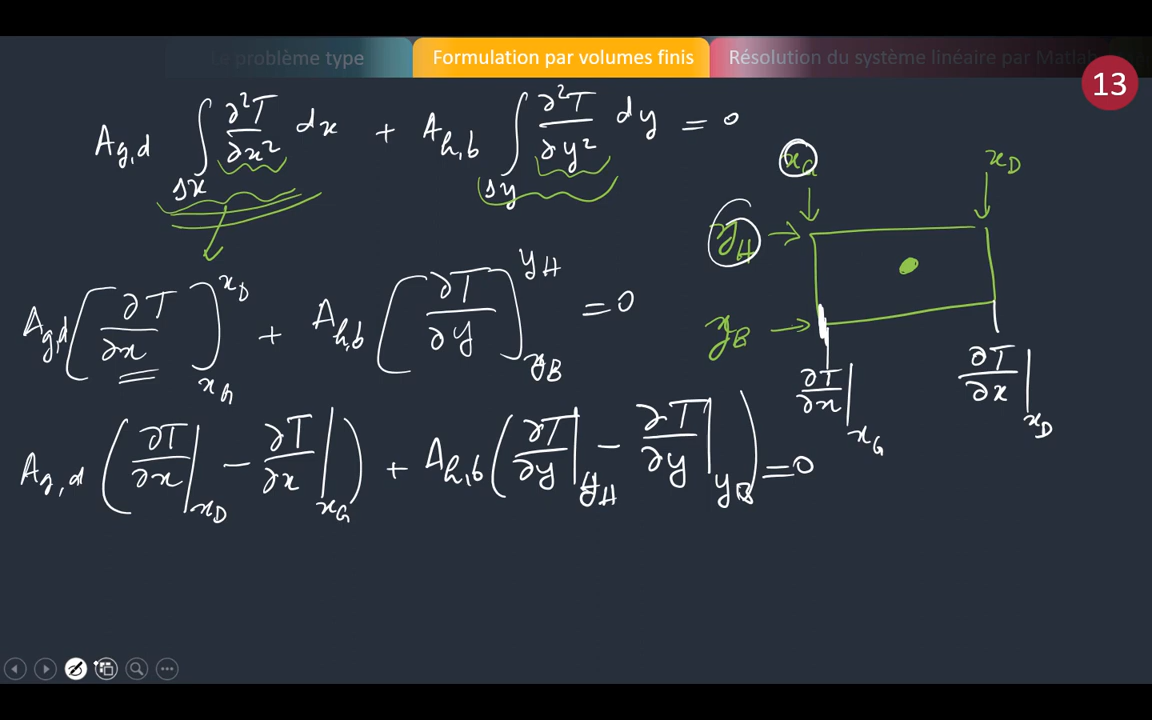 Le problème type Formulation par volumes finis Résolution du système linéaire par Matlab
13
A_{g,d} ∫_{Δx} ∂²T/∂x² dx + A_{h,b} ∫_{Δy} ∂²T/∂y² dy = 0
x_G x_D
y_H
A_{g,d} [∂T/∂x]_{x_G}^{x_D} + A_{h,b} [∂T/∂y]_{y_B}^{y_H} = 0
y_B
∂T/∂x|_{x_G} ∂T/∂x|_{x_D}
A_{g,d} (∂T/∂x|_{x_D} − ∂T/∂x|_{x_G}) + A_{h,b} (∂T/∂y|_{y_H} − ∂T/∂y|_{y_B}) = 0